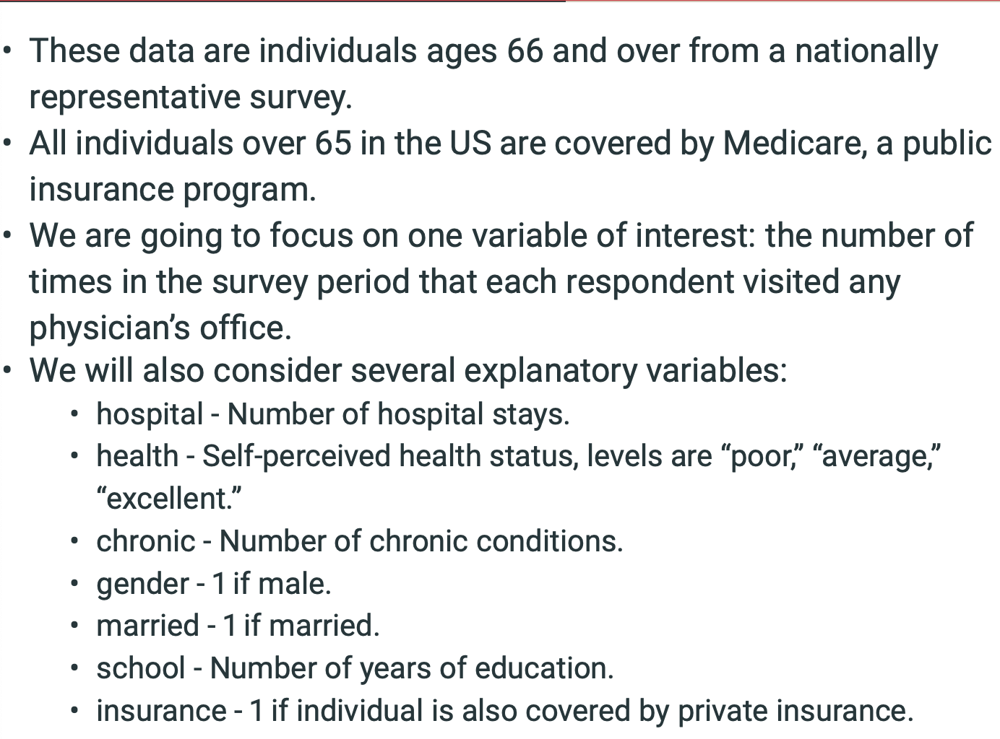 • These data are individuals ages 66 and over from a nationally
representative survey.
• All individuals over 65 in the US are covered by Medicare, a public
insurance program.
• We are going to focus on one variable of interest: the number of
times in the survey period that each respondent visited any
physician’s office.
• We will also consider several explanatory variables:
• hospital - Number of hospital stays.
• health - Self-perceived health status, levels are “poor,” “average,”
“excellent.”
• chronic - Number of chronic conditions.
• gender - 1 if male.
• married - 1 if married.
• school - Number of years of education.
• insurance - 1 if individual is also covered by private insurance.